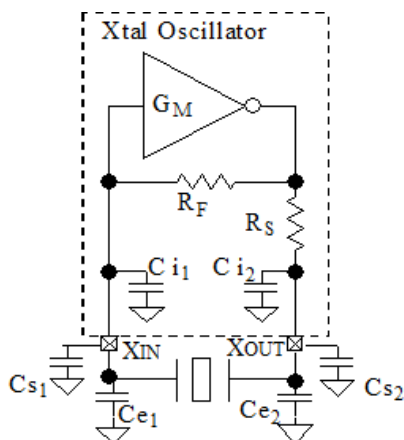 Xtal Oscillator
GM
RF
RS
Ci1
Ci2
XIN
XOUT
Cs1
Cs2
Ce1
Ce2